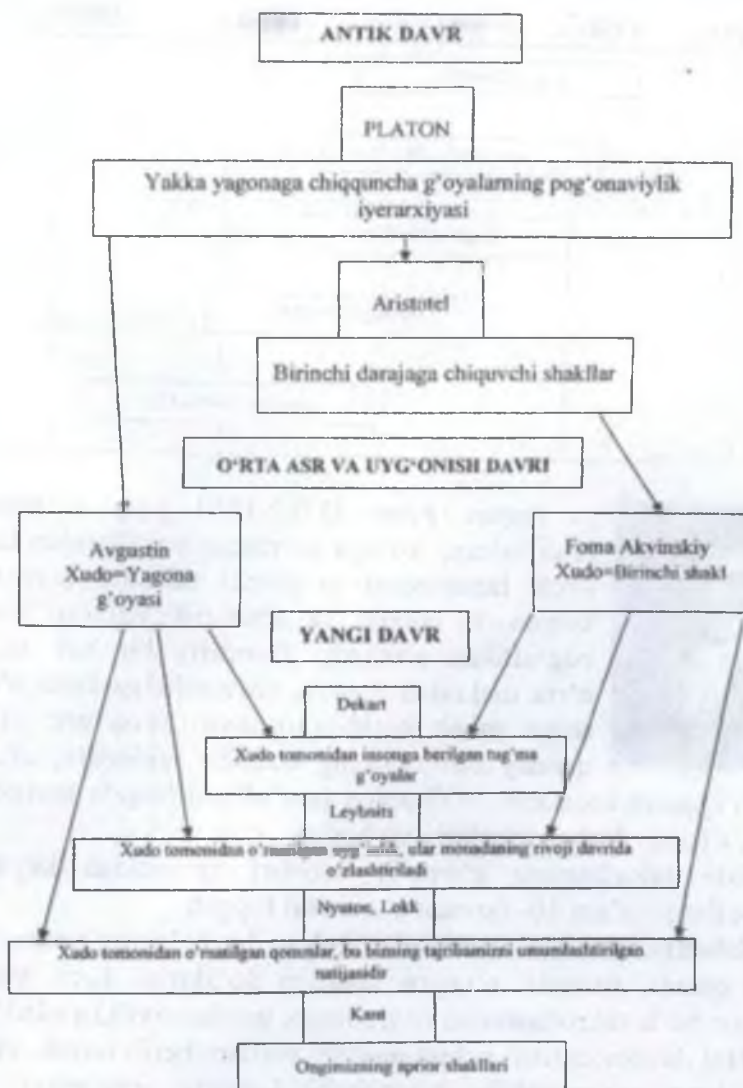 ANTIK DAVR
PLATON
Yakka yagonaga chiqquncha g‘oyalarning pog‘onaviylik
iyerarxiyasi
Aristotel
Birinchi darajaga chiquvchi shakllar
O‘RTA ASR VA UYG‘ONISH DAVRI
Avgustin
Xudo=Yagona
g‘oyasi
Foma Akvinskiy
Xudo=Birinchi shakl
YANGI DAVR
Dekart
Xudo tomonidan insonga berilgan tug‘ma
g‘oyalar
Leybnits
Xudo tomonidan o‘rnatilgan ular monadaning rivoji davrida
o‘zlashtiriladi
Nyuton, Lokk
Xudo tomonidan o‘rnatilgan qonunlar, bu bizning tajribamizni umumlashtirilgan
natijasidir
Kant
Ongimizning aprior shakllari